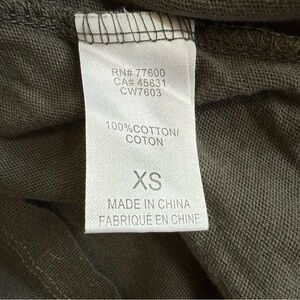 RN# 77600
CA# 45631
CW7603
100%COTTON/
COTON
XS
MADE IN CHINA
FABRIQUÉ EN CHINE